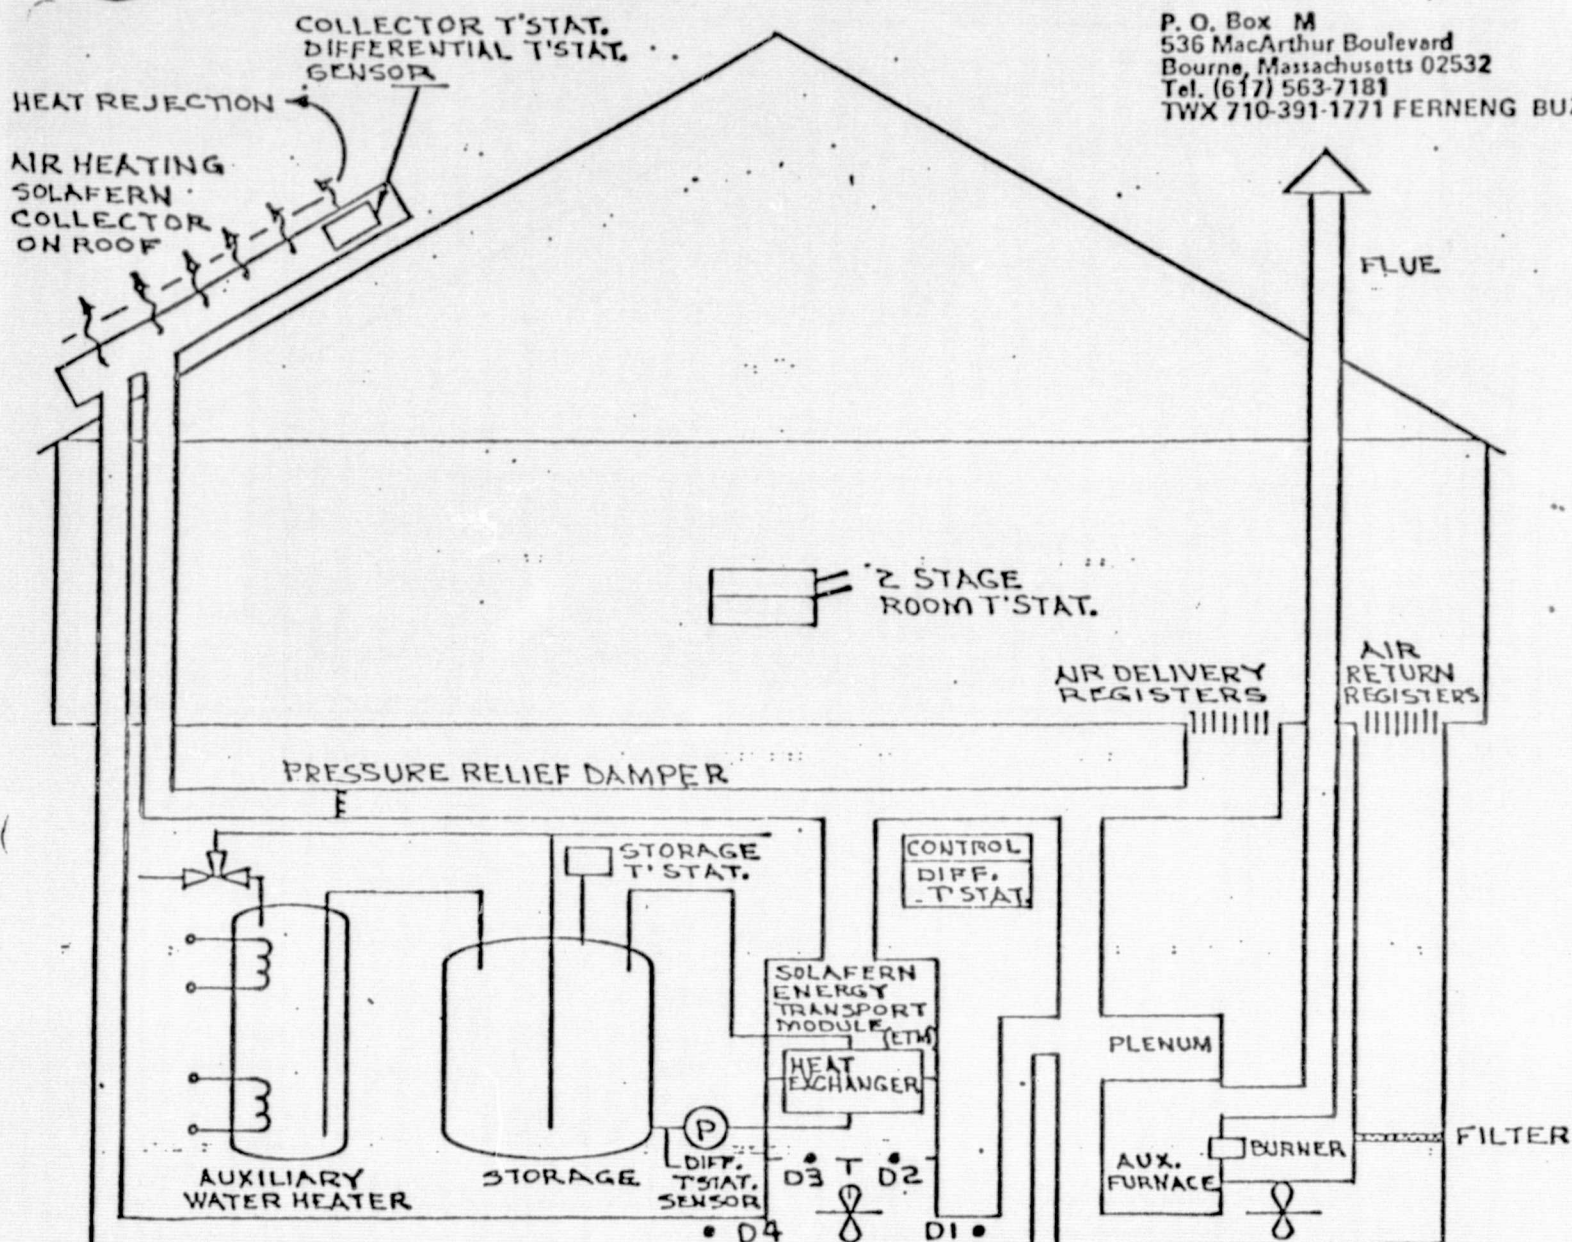 P. O. Box M
536 MacArthur Boulevard
Bourne, Massachusetts 02532
Tel. (617) 563-7181
TWX 710-391-1771 FERNENG
COLLECTOR T'STAT.
DIFFERENTIAL T'STAT.
SENSOR
HEAT REJECTION
AIR HEATING
SOLAFERN
COLLECTOR
ON ROOF
FLUE
2 STAGE
ROOM T'STAT.
AIR DELIVERY
REGISTERS
AIR
RETURN
REGISTERS
PRESSURE RELIEF DAMPER
STORAGE
T'STAT.
CONTROL
DIFF.
T'STAT.
SOLAFERN
ENERGY
TRANSPORT
MODULE (ETM)
HEAT
EXCHANGER
PLENUM
P
BURNER
FILTER
AUX.
FURNACE
AUXILIARY
WATER HEATER
STORAGE
DIFF.
T'STAT.
SENSOR
D3
D2
D4
D1